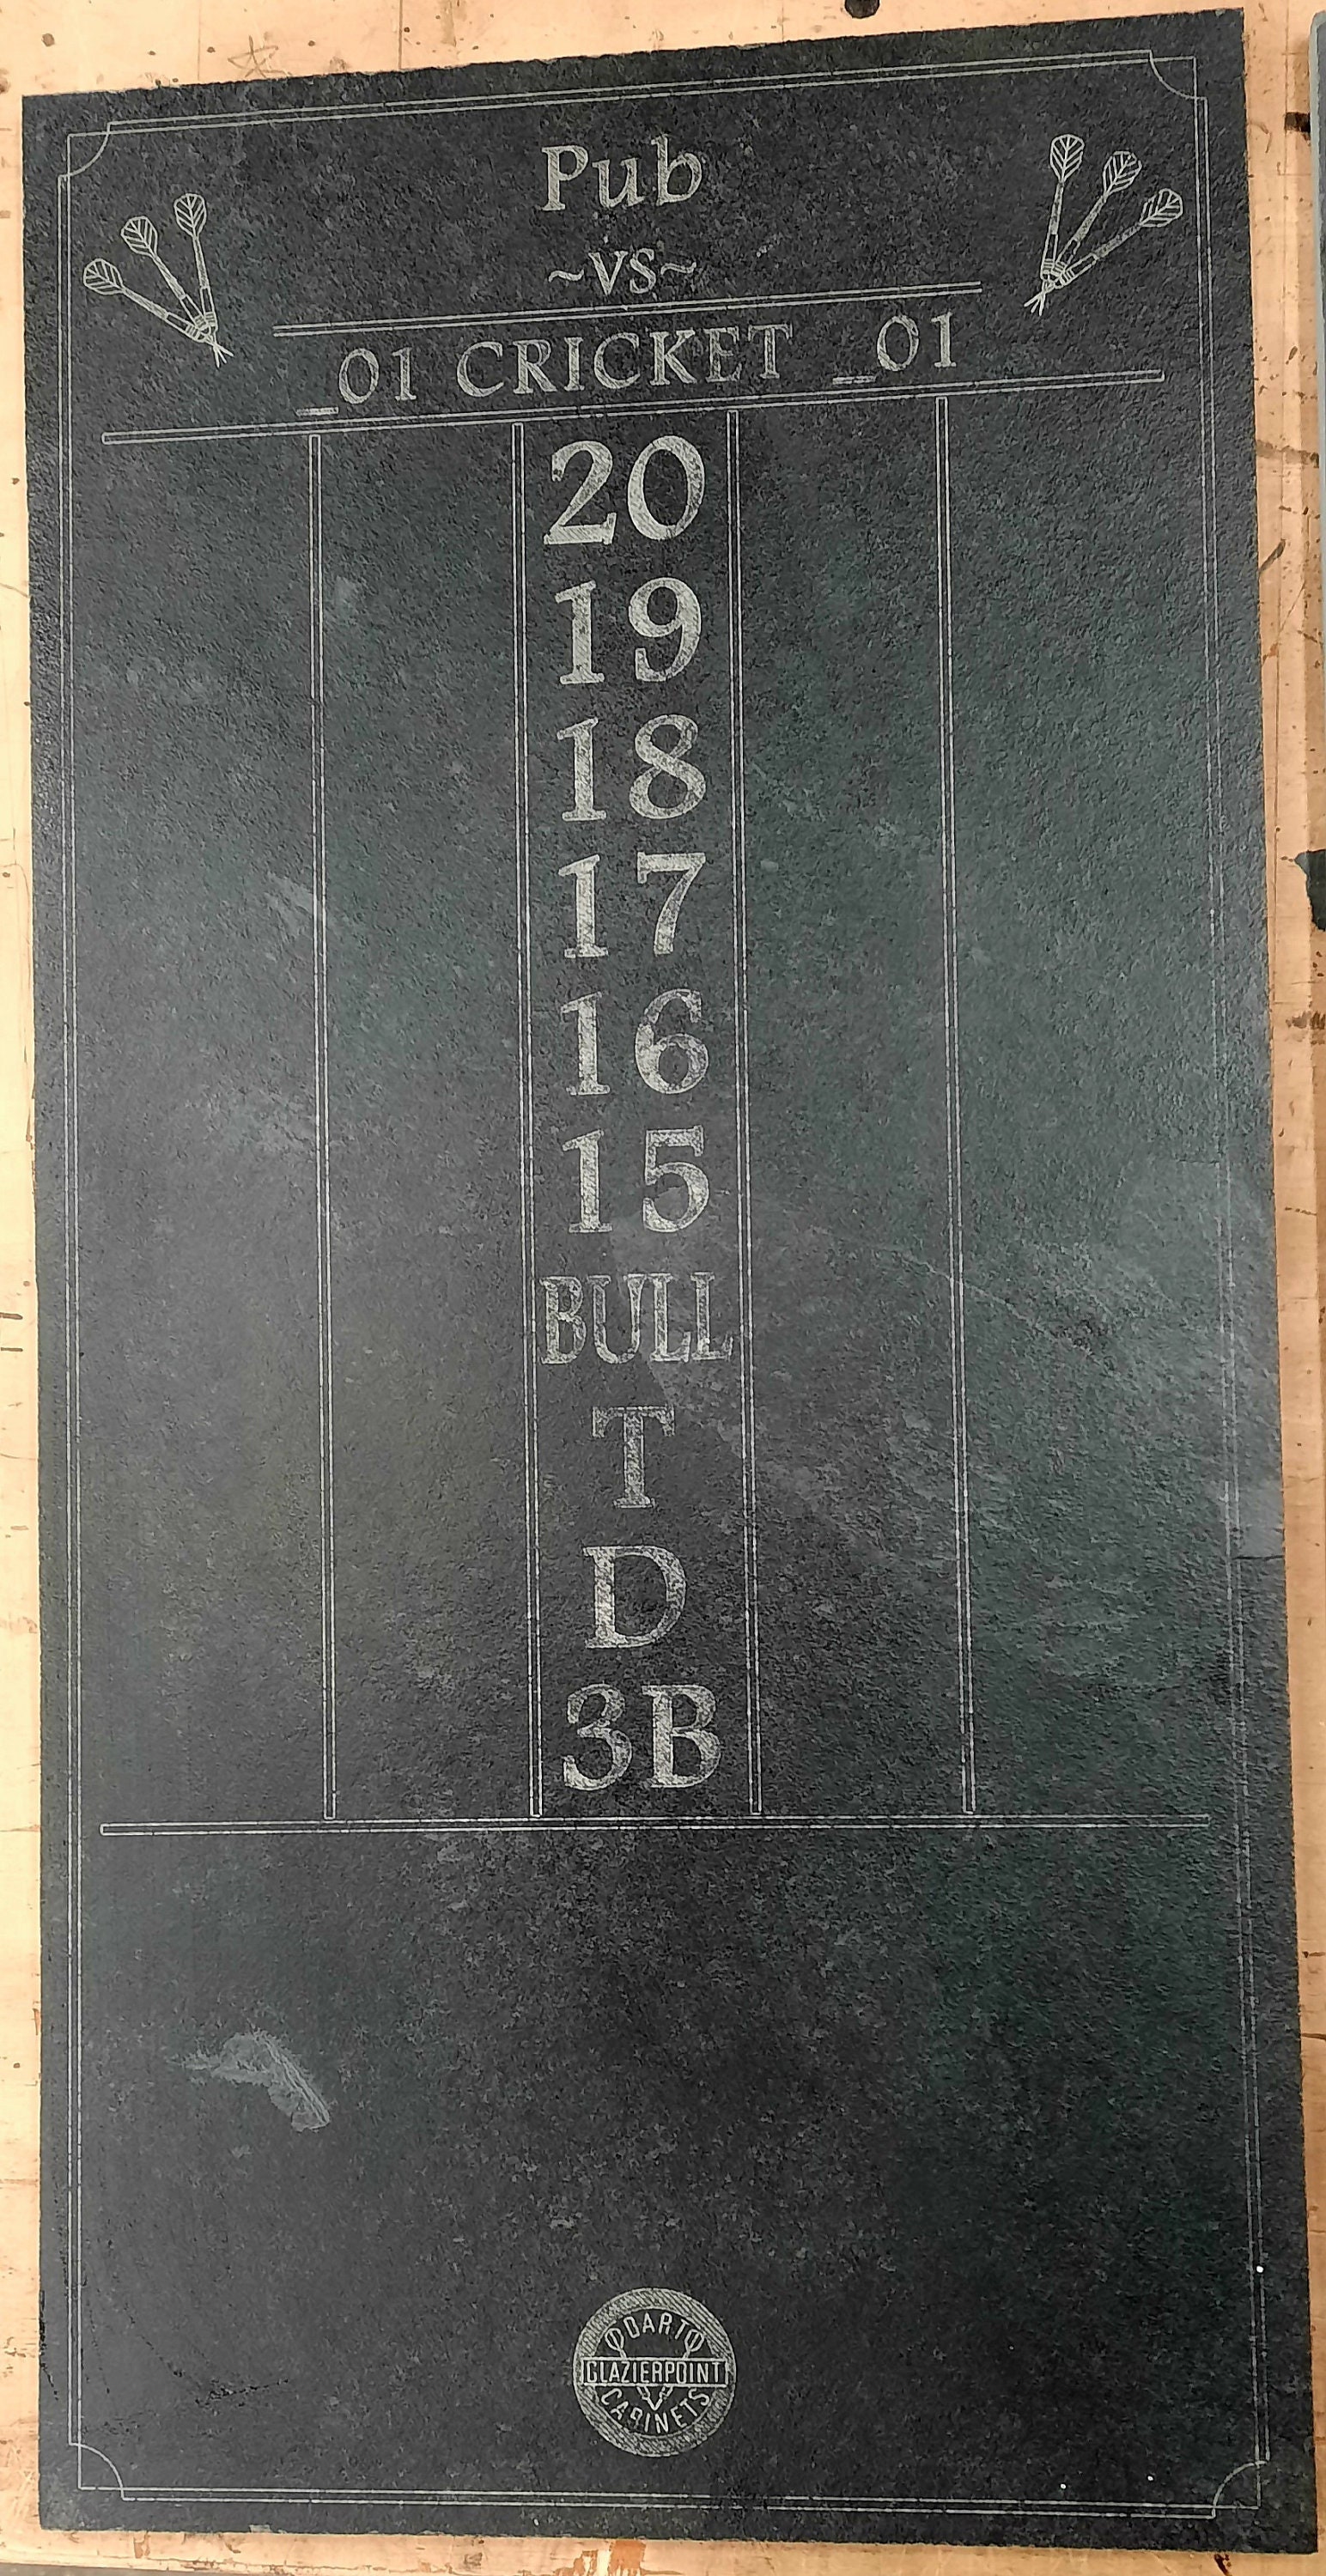 Pub
~VS~
_01 CRICKET _01
20
19
18
17
16
15
BULL
T
D
3B
DART
GLAZIERPOINT
CABINETS